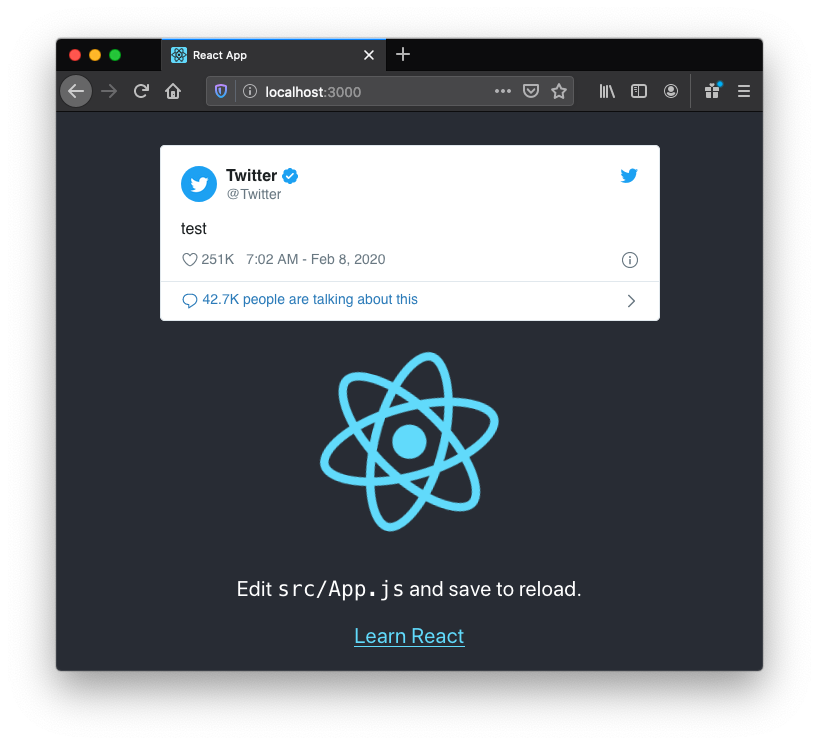 React App
localhost:3000
Twitter
@Twitter
test
251K 7:02 AM - Feb 8, 2020
42.7K people are talking about this
Edit src/App.js and save to reload.
Learn React